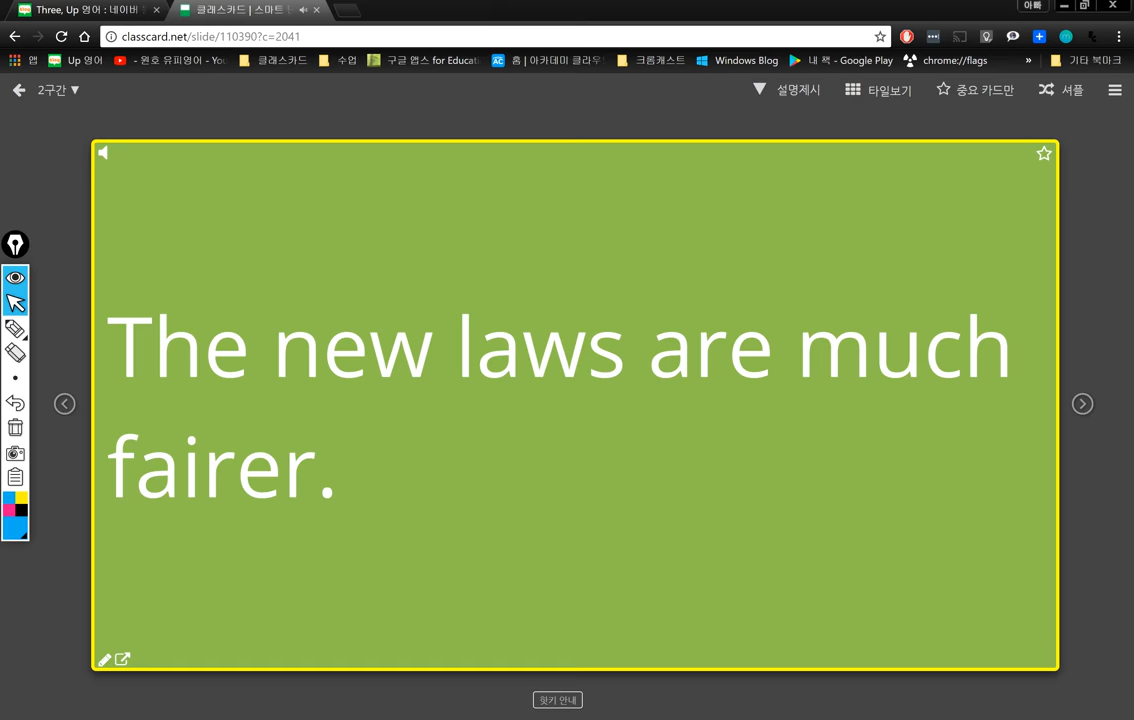 Three, Up 영어 : 네이버
클래스카드 | 스마트
아빠
classcard.net/slide/110390?c=2041
앱 Up 영어 - 원호 유피영어 - You 클래스카드 수업 구글 앱스 for Educati 홈 | 아카데미 클라우드 크롬캐스트 Windows Blog 내 책 - Google Play chrome://flags » 기타 북마크
2구간 ▼ ▼ 설명제시 타일보기 중요 카드만 셔플
The new laws are much
fairer.
핫키 안내